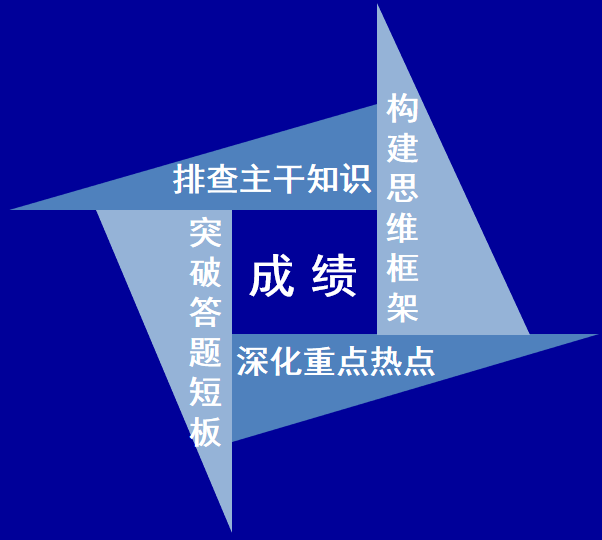 排查主干知识
构建思维框架
成绩
突破答题短板
深化重点热点